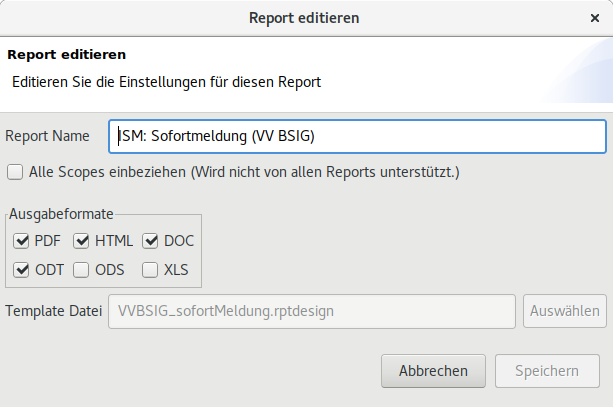 Report editieren
Report editieren
Editieren Sie die Einstellungen für diesen Report
Report Name ISM: Sofortmeldung (VV BSIG)
Alle Scopes einbeziehen (Wird nicht von allen Reports unterstützt.)
Ausgabeformate
PDF HTML DOC
ODT ODS XLS
Template Datei VVBSIG_sofortMeldung.rptdesign Auswählen
Abbrechen Speichern